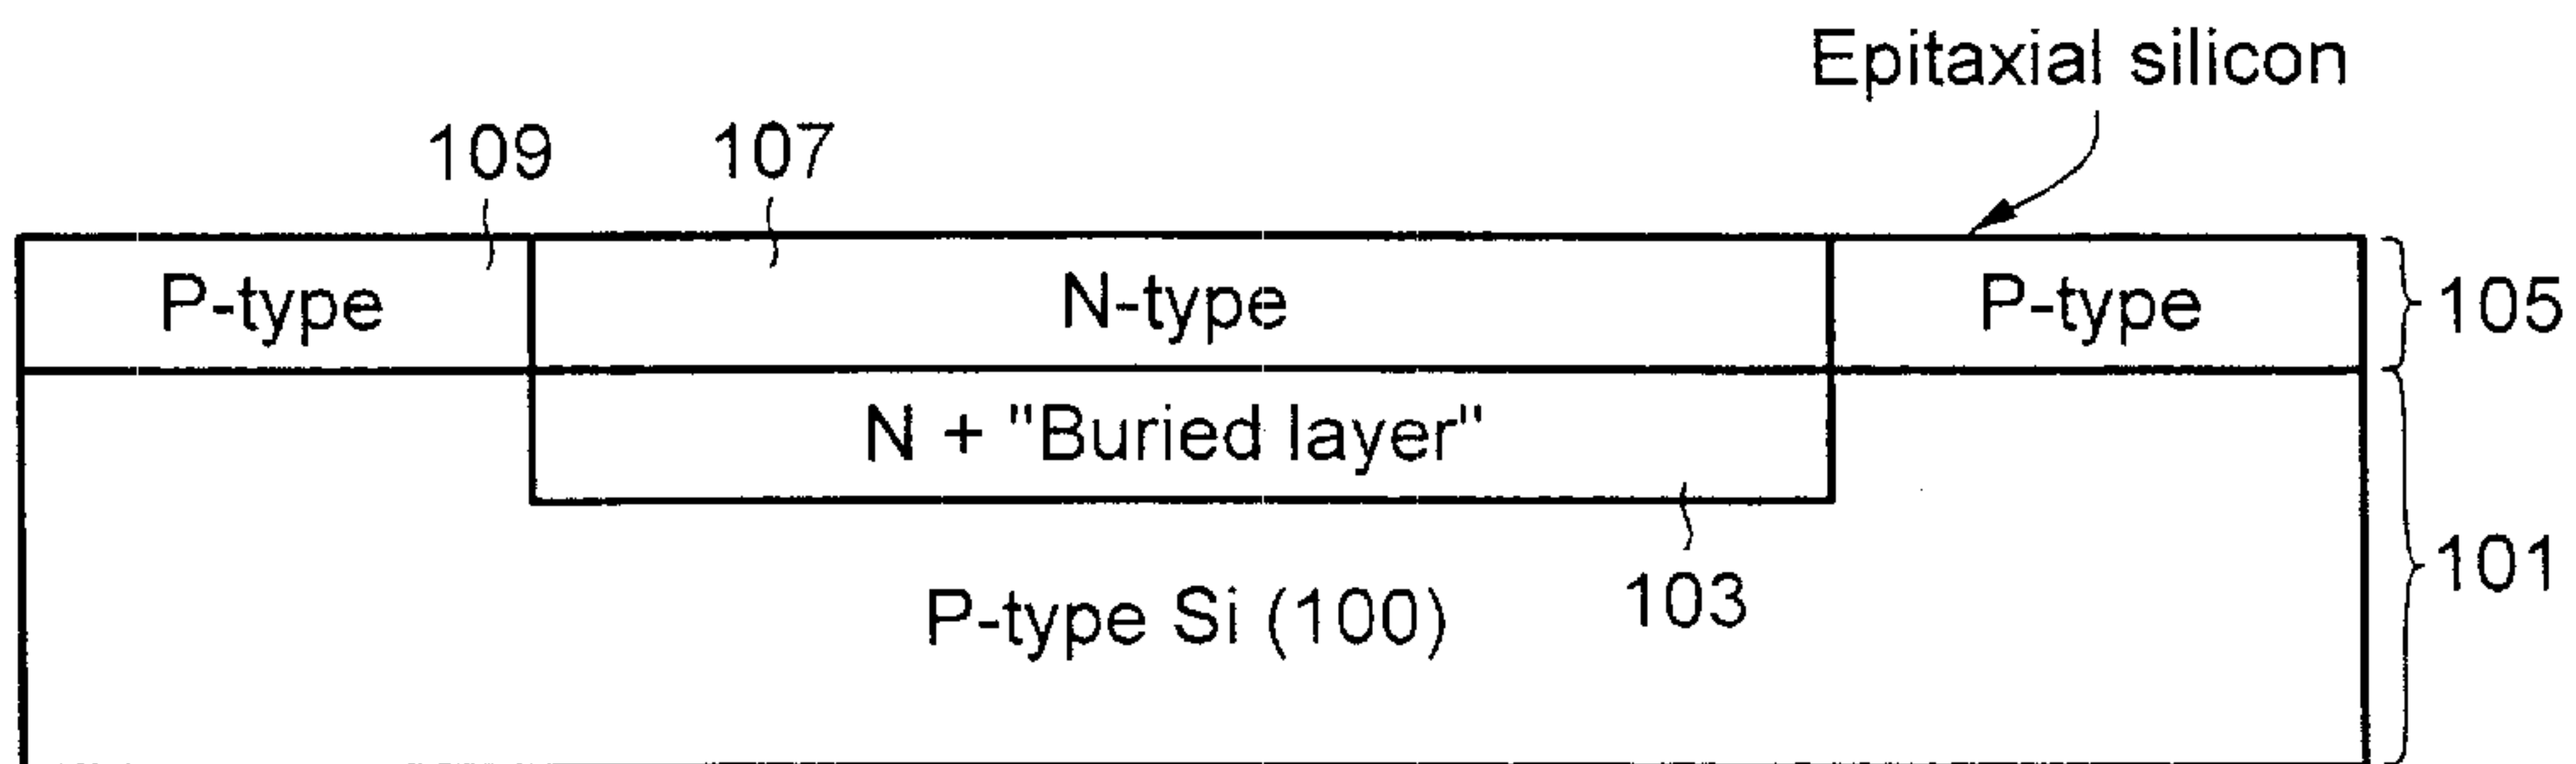 Epitaxial silicon
109 107
P-type N-type P-type 105
N + "Buried layer"
101
P-type Si (100) 103